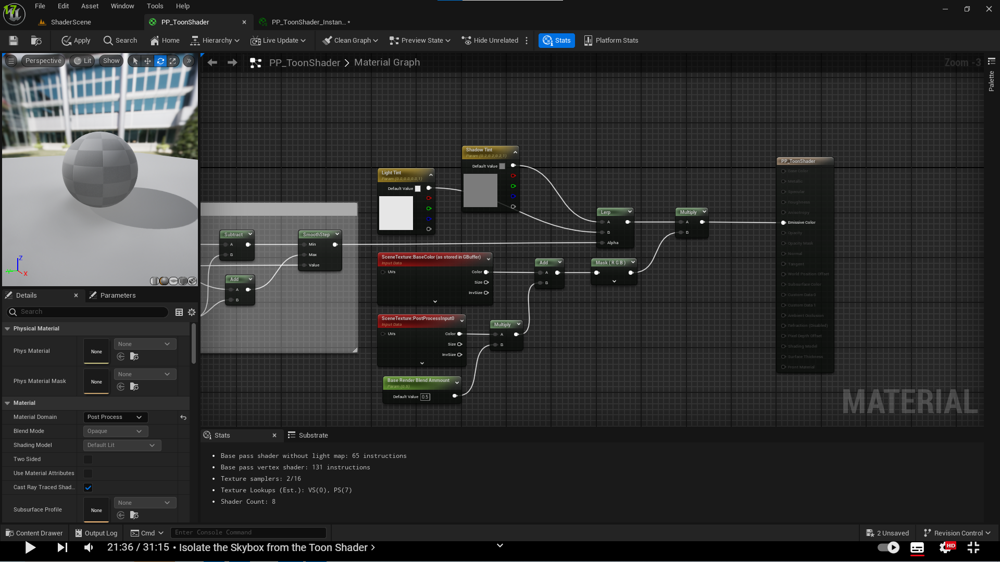 File Edit Asset Window Tools Help
ShaderScene
PP_ToonShader
PP_ToonShader_Instan... •
Apply
Search
Home
Hierarchy
Live Update
Clean Graph
Preview State
Hide Unrelated
Stats
Platform Stats
Perspective
Lit
Show
PP_ToonShader > Material Graph
Zoom -3
Palette
Z
X
Shadow Tint
Param (0.2,0.2,0.2,1)
Default Value
Light Tint
Param (0.8,0.8,0.8,1)
Default Value
Subtract
A
B
SmoothStep
Min
Max
Value
Add
A
B
Lerp
A
B
Alpha
Multiply
A
B
SceneTexture:BaseColor (as stored in GBuffer)
Input Data
UVs
Color
Size
InvSize
Add
A
B
Mask ( R G B )
SceneTexture:PostProcessInput0
Input Data
UVs
Color
Size
InvSize
Multiply
A
B
Base Render Blend Ammount
Param (0.5)
Default Value 0.5
PP_ToonShader
Base Color
Metallic
Specular
Roughness
Anisotropy
Emissive Color
Opacity
Opacity Mask
Normal
Tangent
World Position Offset
Subsurface Color
Custom Data 0
Custom Data 1
Ambient Occlusion
Refraction (Disabled)
Pixel Depth Offset
Shading Model
Surface Thickness
Front Material
MATERIAL
Details
Parameters
Search
Physical Material
Phys Material
None
None
Phys Material Mask
None
None
Material
Material Domain
Post Process
Blend Mode
Opaque
Shading Model
Default Lit
Two Sided
Use Material Attributes
Cast Ray Traced Shad...
Subsurface Profile
None
None
Stats
Substrate
• Base pass shader without light map: 65 instructions
• Base pass vertex shader: 131 instructions
• Texture samplers: 2/16
• Texture Lookups (Est.): VS(0), PS(7)
• Shader Count: 8
Content Drawer
Output Log
Cmd
Enter Console Command
2 Unsaved
Revision Control
21:36 / 31:15 • Isolate the Skybox from the Toon Shader >
HD